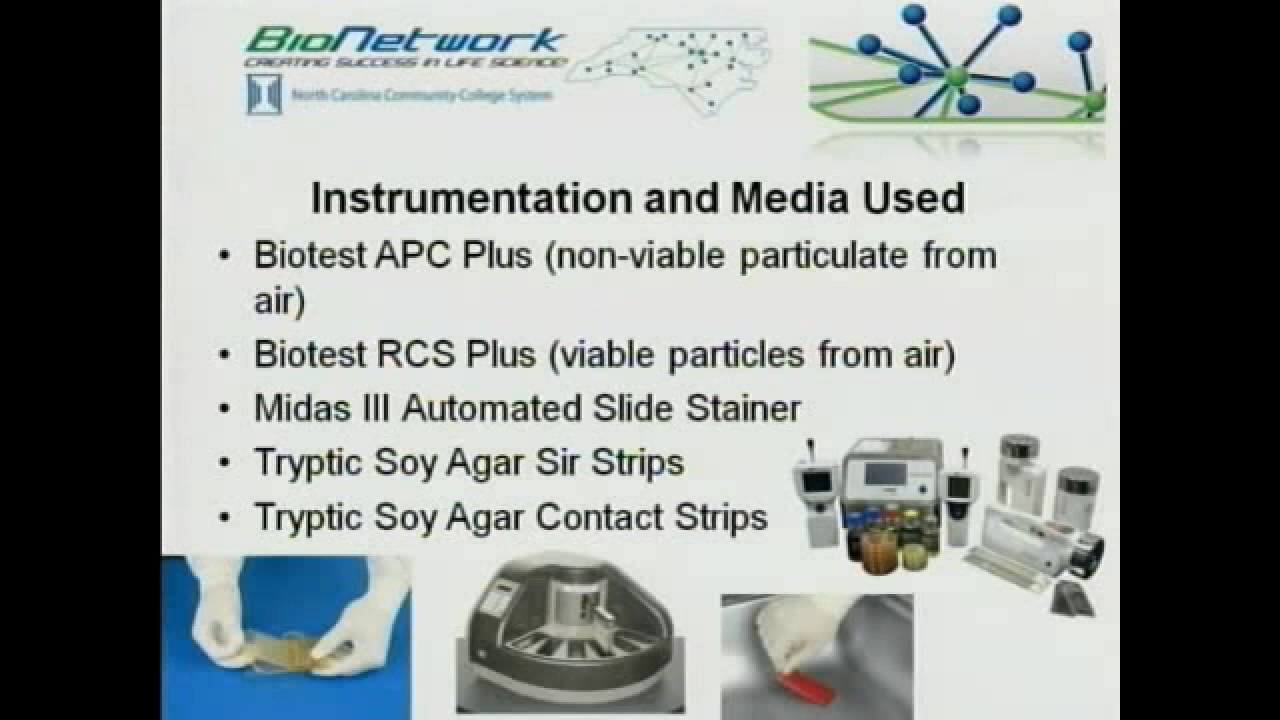 BioNetwork
CREATING SUCCESS IN LIFE SCIENCE
North Carolina Community College System
Instrumentation and Media Used
• Biotest APC Plus (non-viable particulate from
air)
• Biotest RCS Plus (viable particles from air)
• Midas III Automated Slide Stainer
• Tryptic Soy Agar Sir Strips
• Tryptic Soy Agar Contact Strips